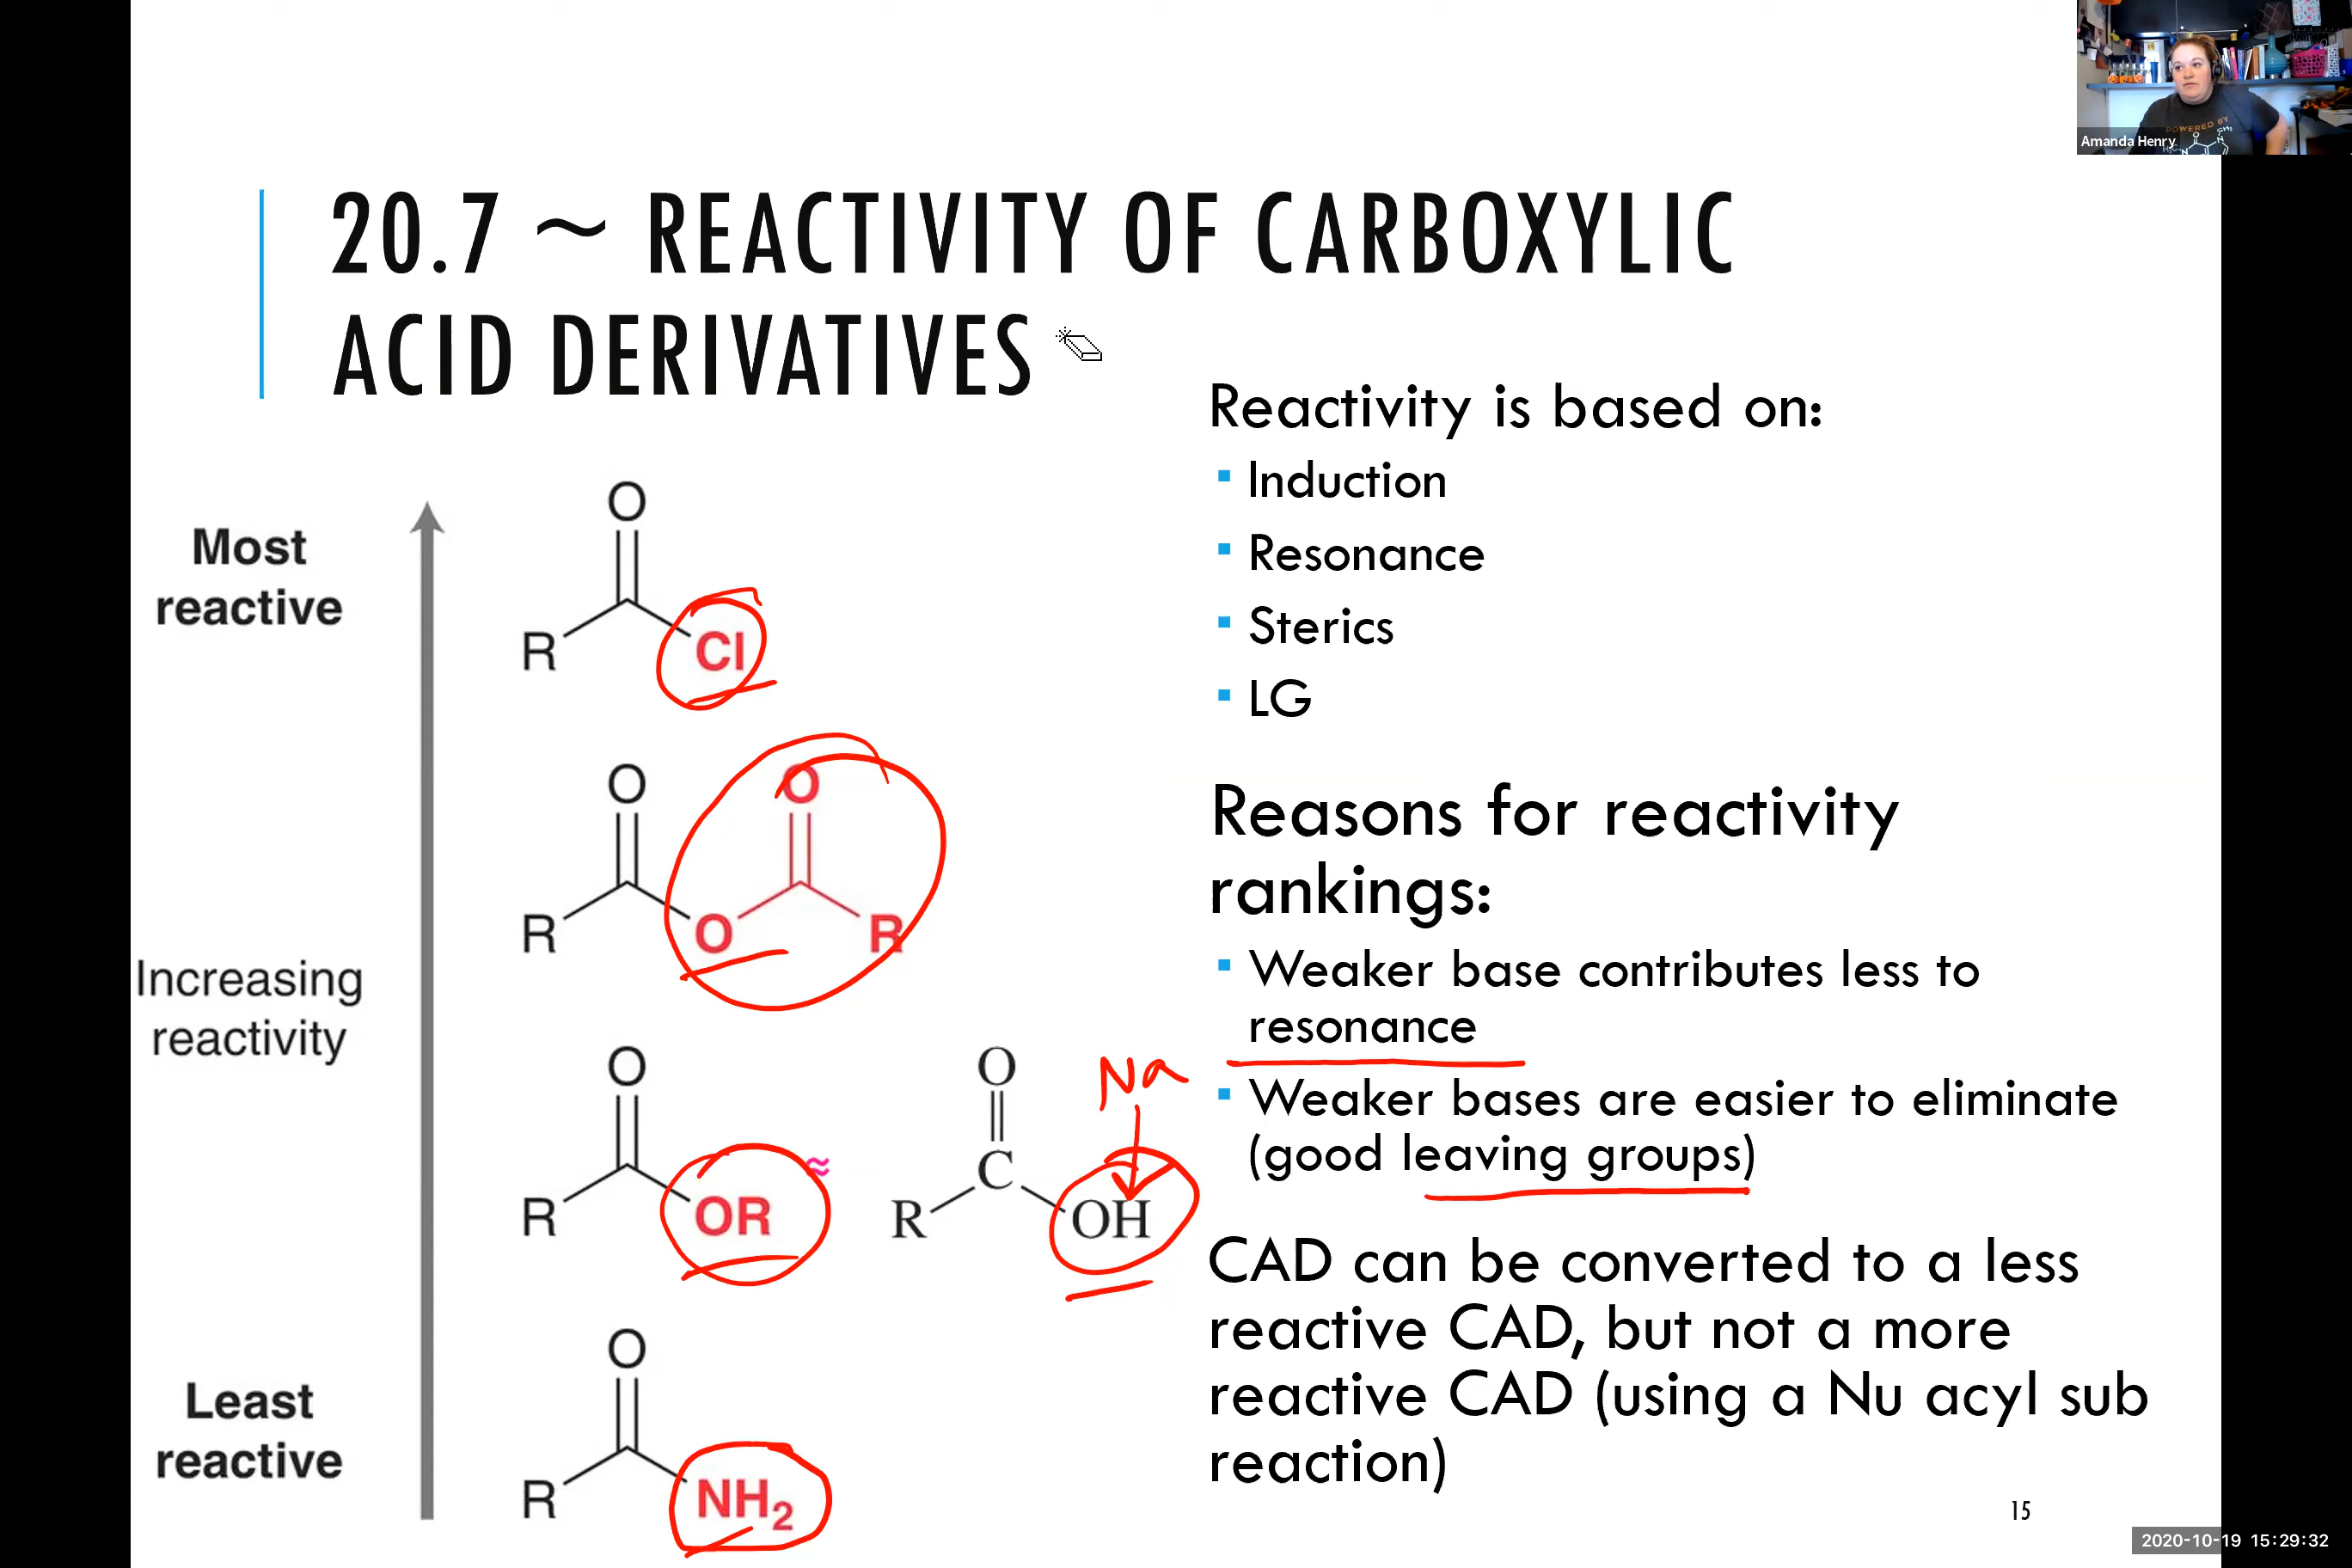 Amanda Henry
POWERED BY
20.7 ~ REACTIVITY OF CARBOXYLIC
ACID DERIVATIVES
Most
reactive
Increasing
reactivity
Least
reactive
O
R
Cl
O
O
R
O
R
O
R
OR
≈
O
C
R
OH
Na
O
R
NH2
Reactivity is based on:
▪ Induction
▪ Resonance
▪ Sterics
▪ LG
Reasons for reactivity
rankings:
▪ Weaker base contributes less to
resonance
▪ Weaker bases are easier to eliminate
(good leaving groups)
CAD can be converted to a less
reactive CAD, but not a more
reactive CAD (using a Nu acyl sub
reaction)
15
2020-10-19 15:29:32